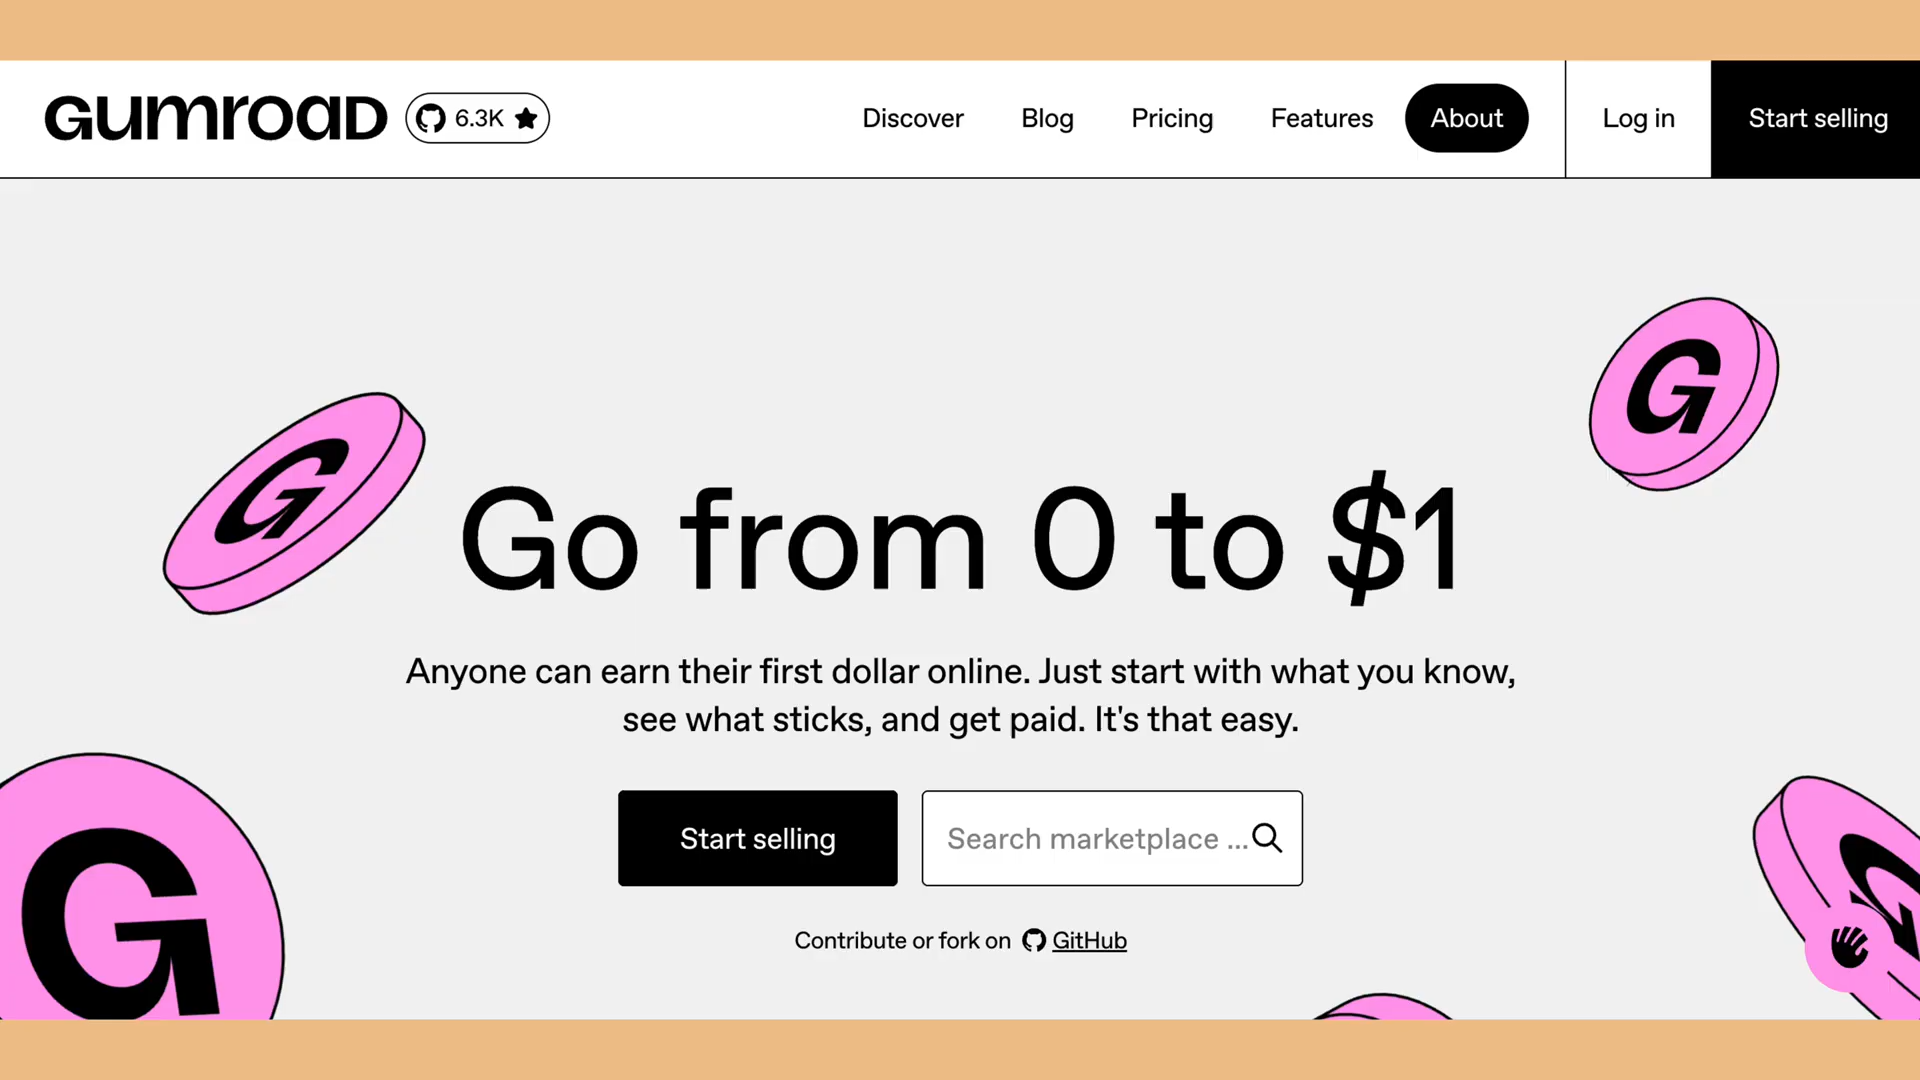 GUMROAD
6.3K
Discover
Blog
Pricing
Features
About
Log in
Start selling
G
G
Go from 0 to $1
Anyone can earn their first dollar online. Just start with what you know,
see what sticks, and get paid. It's that easy.
G
G
Start selling
Search marketplace ...
Contribute or fork on GitHub